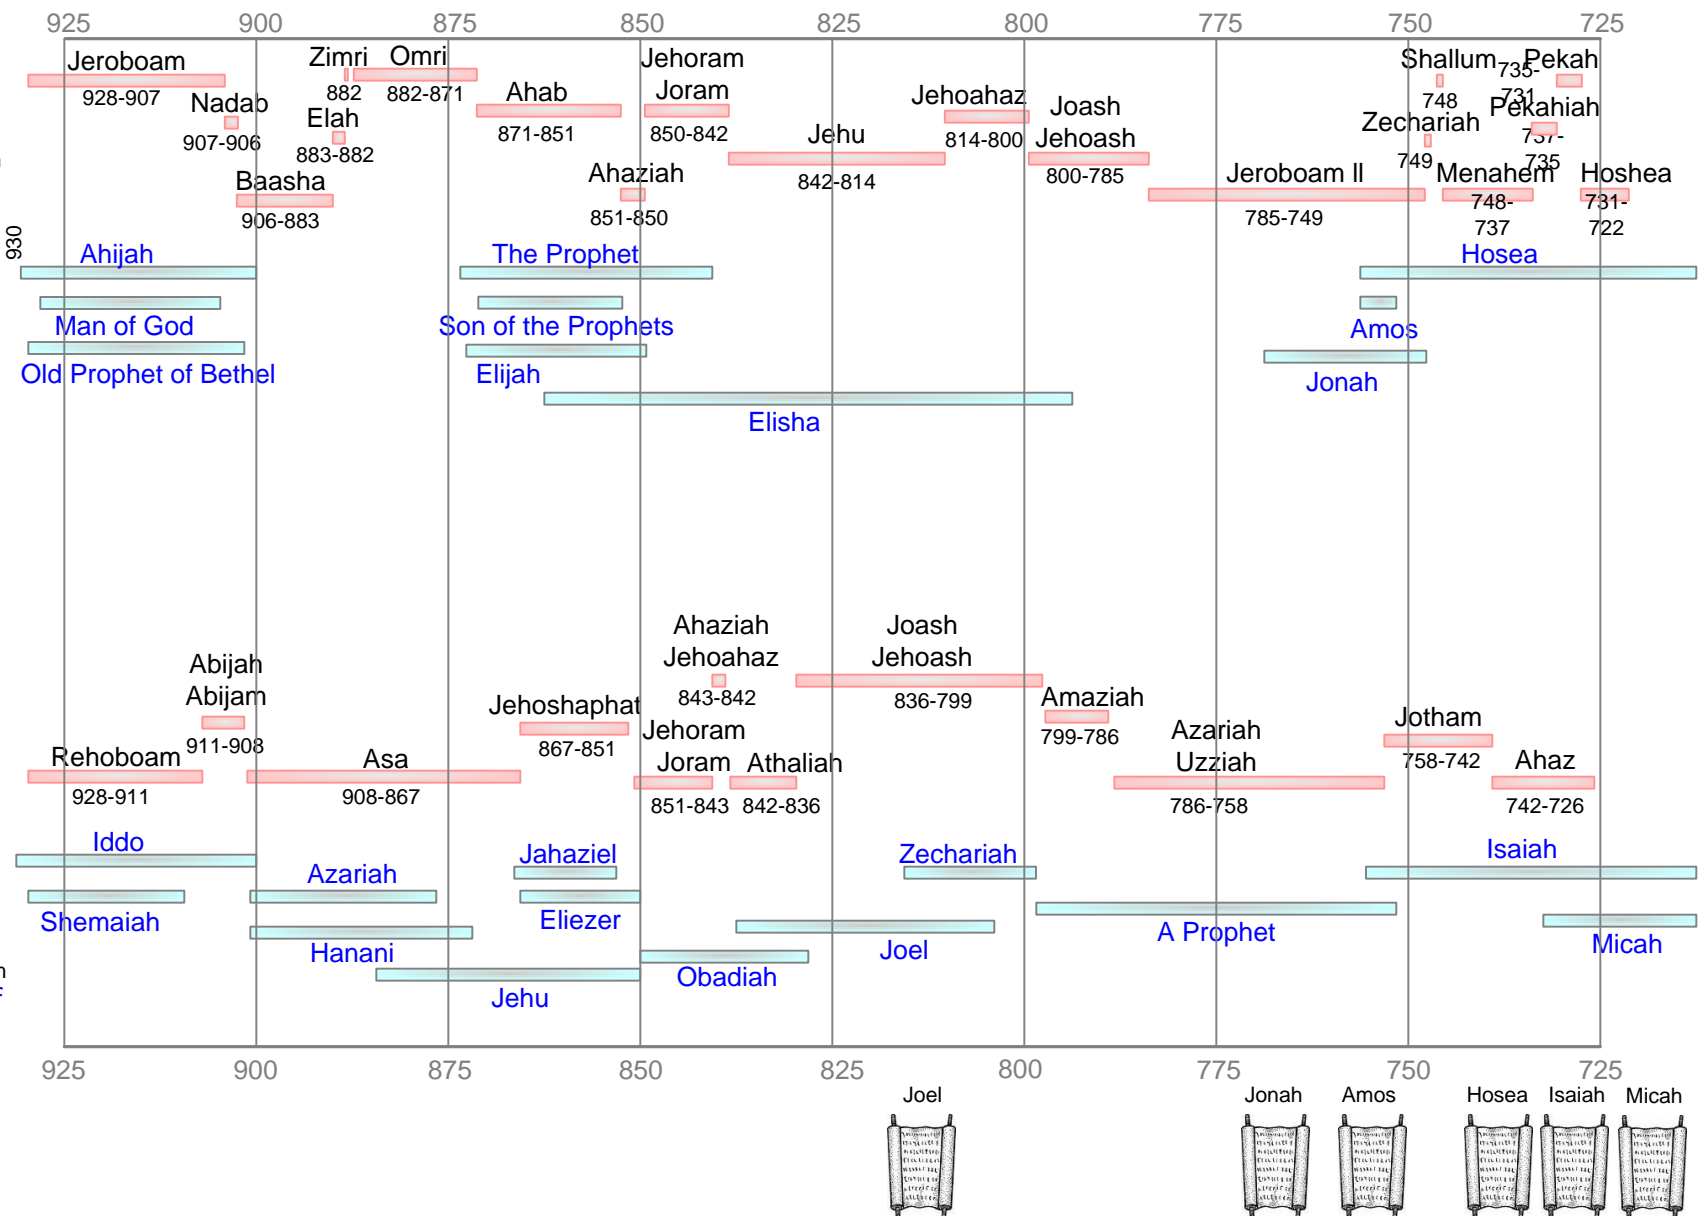 925 900 875 850 825 800 775 750 725
Jeroboam
928-907
Nadab
907-906
Baasha
906-883
Zimri
882
Elah
883-882
Omri
882-871
Ahab
871-851
Ahaziah
851-850
Jehoram
Joram
850-842
Jehu
842-814
Jehoahaz
814-800
Joash
Jehoash
800-785
Jeroboam II
785-749
Zechariah
749
Shallum
748
Menahem
748-
737
Pekahiah
737-
735
Pekah
735-
731
Hoshea
731-
722
930
Ahijah
Man of God
Old Prophet of Bethel
The Prophet
Son of the Prophets
Elijah
Elisha
Hosea
Amos
Jonah
Rehoboam
928-911
Abijah
Abijam
911-908
Asa
908-867
Jehoshaphat
867-851
Jehoram
Joram
851-843
Ahaziah
Jehoahaz
843-842
Athaliah
842-836
Joash
Jehoash
836-799
Amaziah
799-786
Azariah
Uzziah
786-758
Jotham
758-742
Ahaz
742-726
Iddo
Shemaiah
Azariah
Hanani
Jehu
Jahaziel
Eliezer
Obadiah
Zechariah
Joel
A Prophet
Isaiah
Micah
925 900 875 850 825 800 775 750 725
Joel Jonah Amos Hosea Isaiah Micah